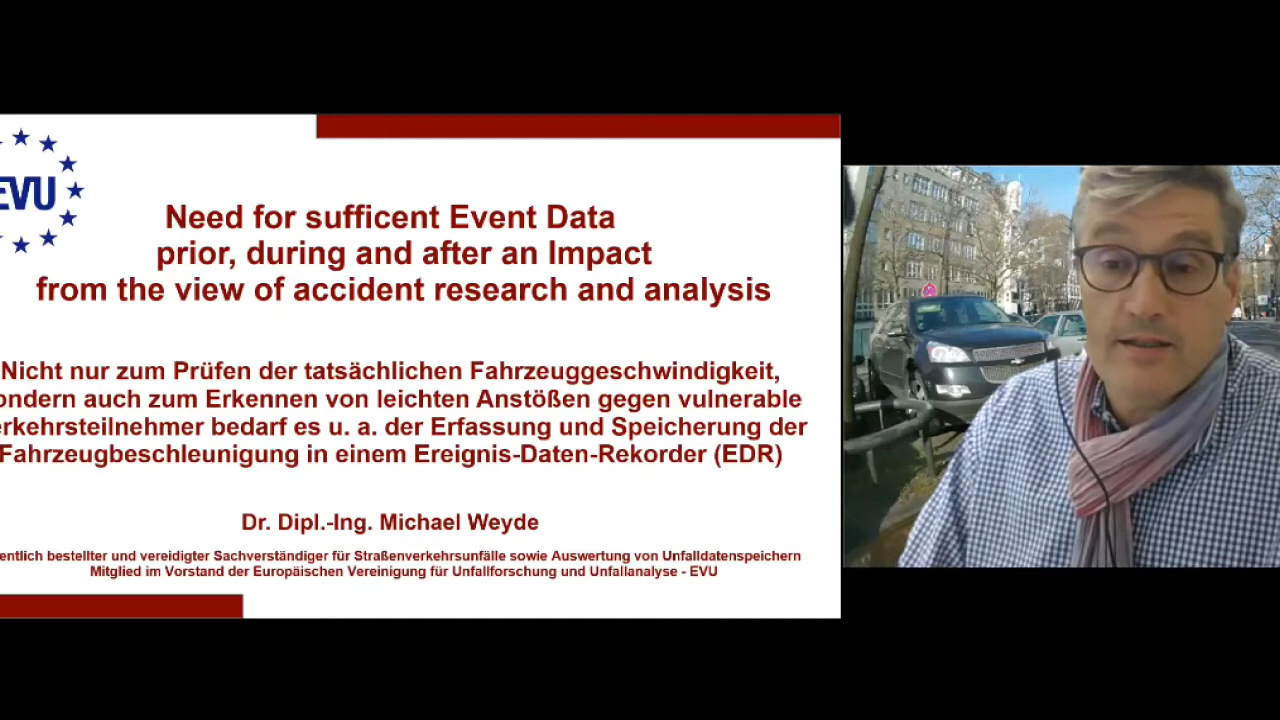 EVU
Need for sufficent Event Data
prior, during and after an Impact
from the view of accident research and analysis
Nicht nur zum Prüfen der tatsächlichen Fahrzeuggeschwindigkeit,
ondern auch zum Erkennen von leichten Anstößen gegen vulnerable
erkehrsteilnehmer bedarf es u. a. der Erfassung und Speicherung der
Fahrzeugbeschleunigung in einem Ereignis-Daten-Rekorder (EDR)
Dr. Dipl.-Ing. Michael Weyde
entlich bestellter und vereidigter Sachverständiger für Straßenverkehrsunfälle sowie Auswertung von Unfalldatenspeichern
Mitglied im Vorstand der Europäischen Vereinigung für Unfallforschung und Unfallanalyse - EVU